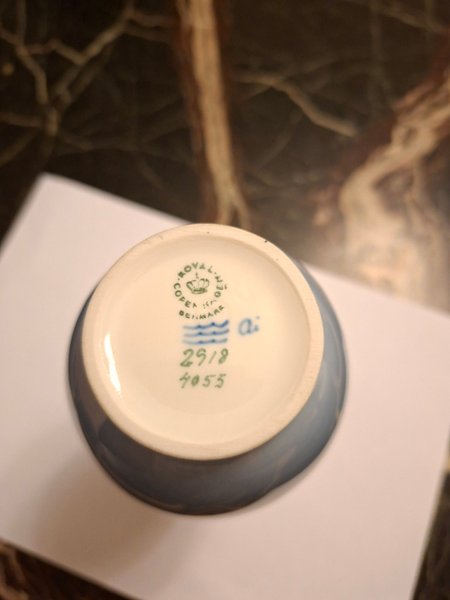 ROYAL
COPENHAGEN
DENMARK
ai
2918
4055